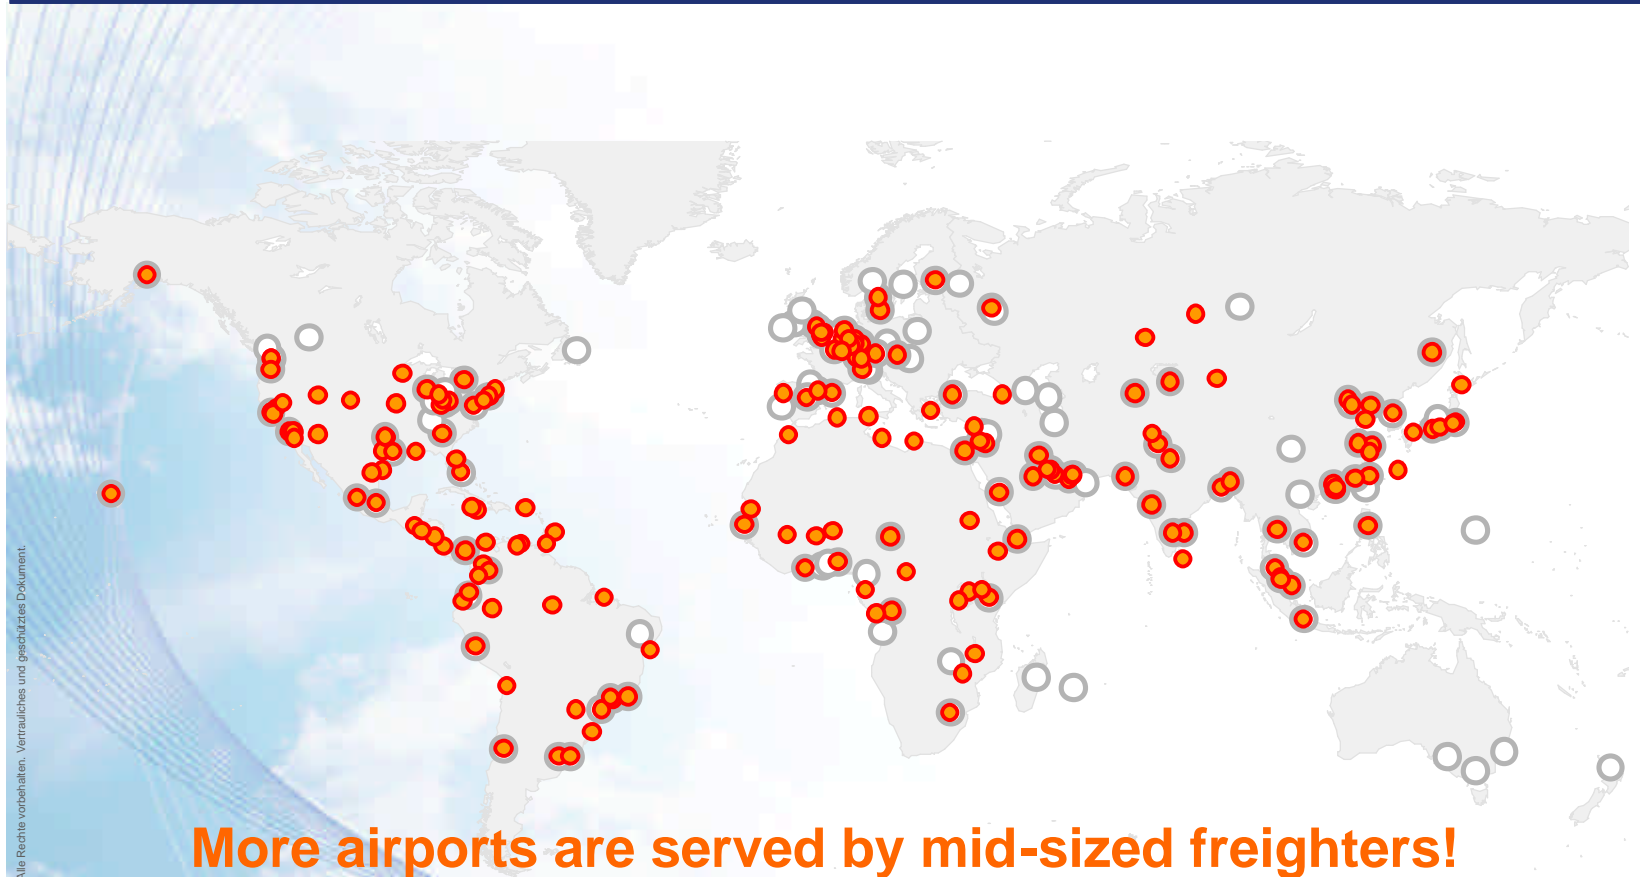 Alle Rechte vorbehalten. Vertrauliches und geschütztes Dokument.
More airports are served by mid-sized freighters!